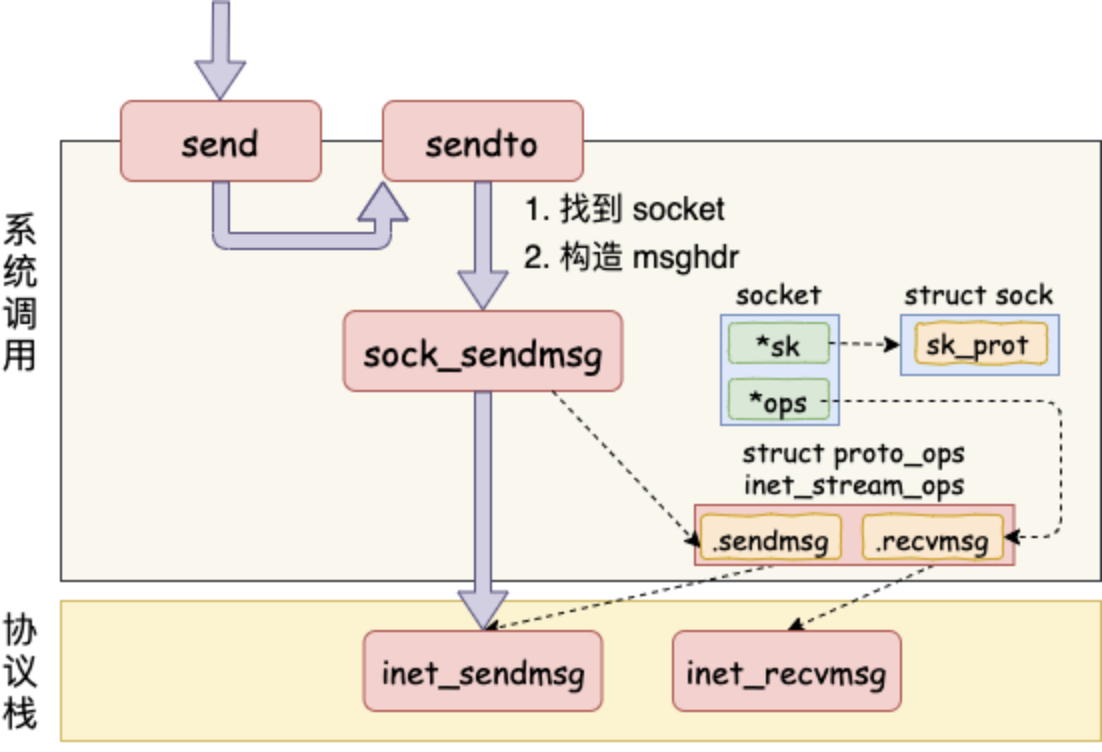 send
sendto
1. 找到 socket
2. 构造 msghdr
系统调用
socket
struct sock
*sk
sk_prot
sock_sendmsg
*ops
struct proto_ops
inet_stream_ops
.sendmsg
.recvmsg
协议栈
inet_sendmsg
inet_recvmsg